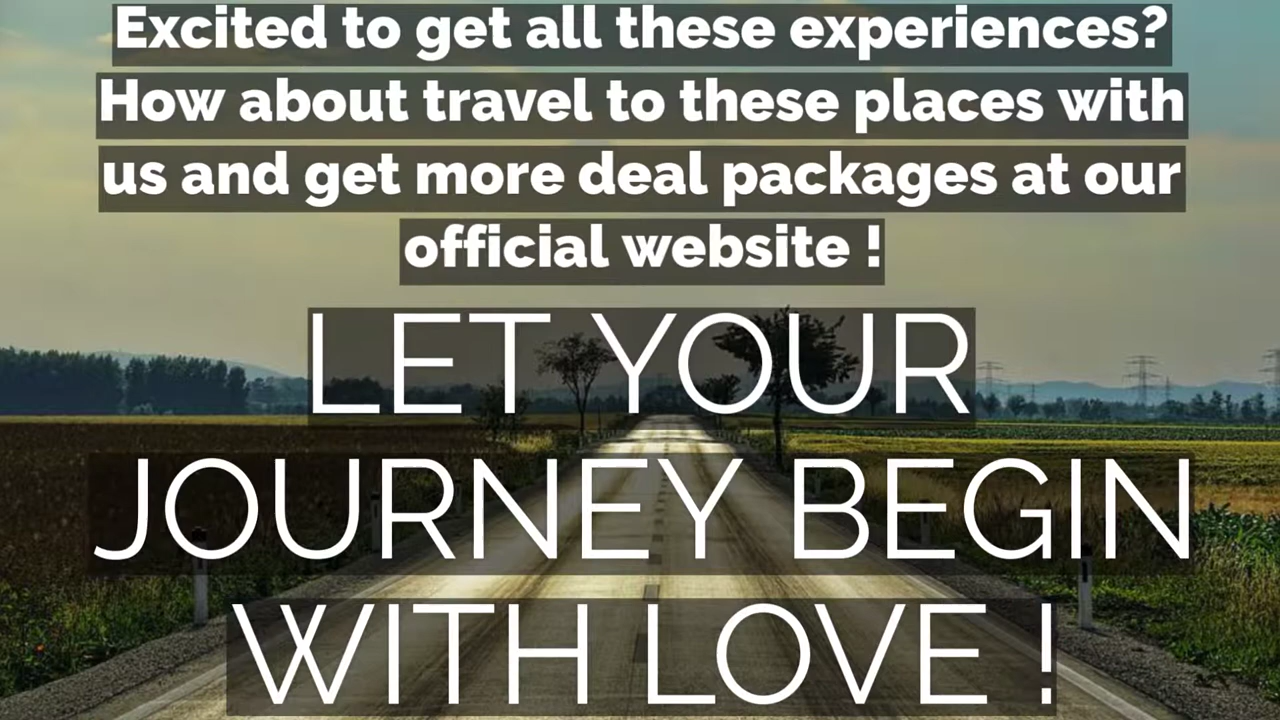 Excited to get all these experiences?
How about travel to these places with
us and get more deal packages at our
official website !
LET YOUR
JOURNEY BEGIN
WITH LOVE !